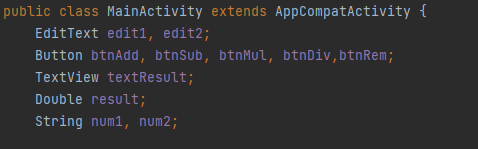 public class MainActivity extends AppCompatActivity {
    EditText edit1, edit2;
    Button btnAdd, btnSub, btnMul, btnDiv,btnRem;
    TextView textResult;
    Double result;
    String num1, num2;